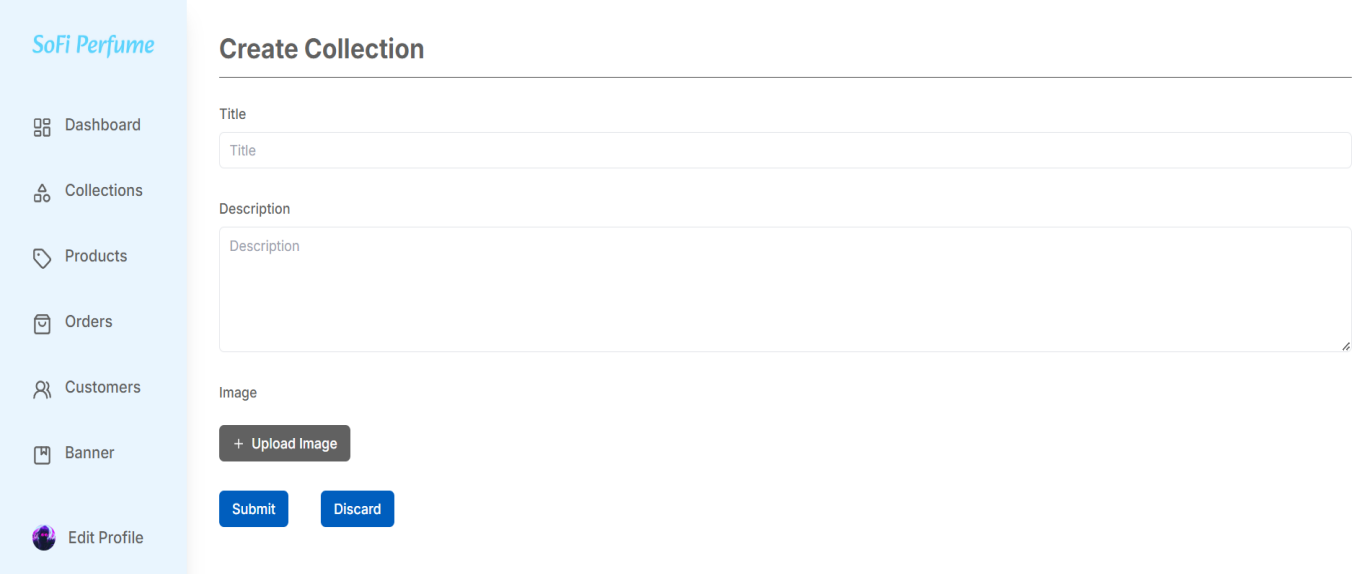 SoFi Perfume
Dashboard
Collections
Products
Orders
Customers
Banner
Edit Profile
Create Collection
Title
Title
Description
Description
Image
+ Upload Image
Submit
Discard